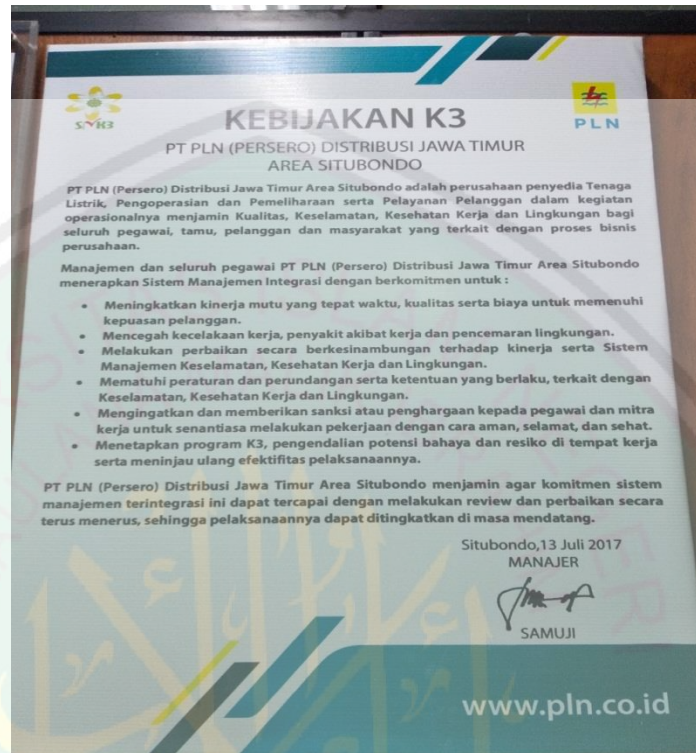 SMK3
PLN
KEBIJAKAN K3
PT PLN (PERSERO) DISTRIBUSI JAWA TIMUR
AREA SITUBONDO
PT PLN (Persero) Distribusi Jawa Timur Area Situbondo adalah perusahaan penyedia Tenaga
Listrik, Pengoperasian dan Pemeliharaan serta Pelayanan Pelanggan dalam kegiatan
operasionalnya menjamin Kualitas, Keselamatan, Kesehatan Kerja dan Lingkungan bagi
seluruh pegawai, tamu, pelanggan dan masyarakat yang terkait dengan proses bisnis
perusahaan.
Manajemen dan seluruh pegawai PT PLN (Persero) Distribusi Jawa Timur Area Situbondo
menerapkan Sistem Manajemen Integrasi dengan berkomitmen untuk :
• Meningkatkan kinerja mutu yang tepat waktu, kualitas serta biaya untuk memenuhi
kepuasan pelanggan.
• Mencegah kecelakaan kerja, penyakit akibat kerja dan pencemaran lingkungan.
• Melakukan perbaikan secara berkesinambungan terhadap kinerja serta Sistem
Manajemen Keselamatan, Kesehatan Kerja dan Lingkungan.
• Mematuhi peraturan dan perundangan serta ketentuan yang berlaku, terkait dengan
Keselamatan, Kesehatan Kerja dan Lingkungan.
• Mengingatkan dan memberikan sanksi atau penghargaan kepada pegawai dan mitra
kerja untuk senantiasa melakukan pekerjaan dengan cara aman, selamat, dan sehat.
• Menetapkan program K3, pengendalian potensi bahaya dan resiko di tempat kerja
serta meninjau ulang efektifitas pelaksanaannya.
PT PLN (Persero) Distribusi Jawa Timur Area Situbondo menjamin agar komitmen sistem
manajemen terintegrasi ini dapat tercapai dengan melakukan review dan perbaikan secara
terus menerus, sehingga pelaksanaannya dapat ditingkatkan di masa mendatang.
Situbondo,13 Juli 2017
MANAJER
SAMUJI
www.pln.co.id